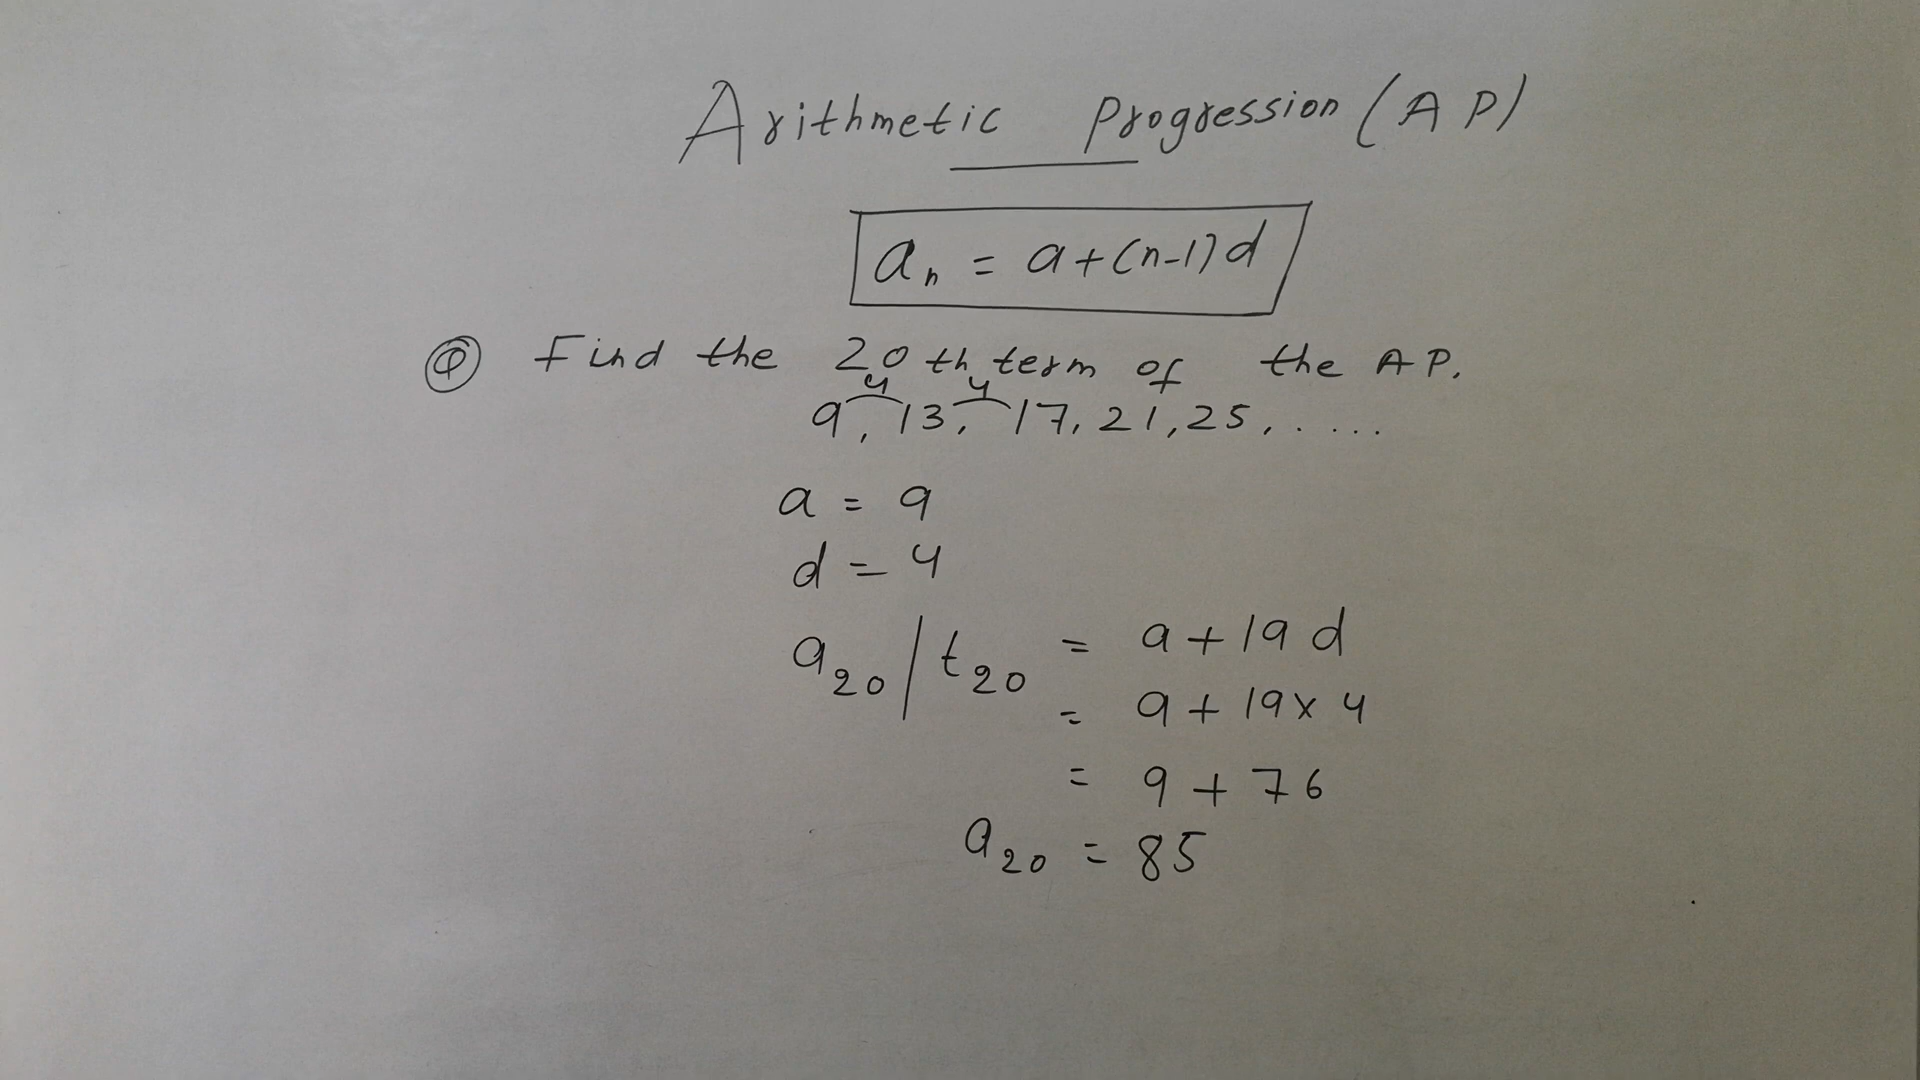 Arithmetic Progression (AP)
aₙ = a+(n-1)d
Q Find the 20th term of the AP.
4 4
9, 13, 17, 21, 25, .....
a = 9
d = 4
a₂₀ / t₂₀ = a + 19 d
= 9 + 19 x 4
= 9 + 76
a₂₀ = 85